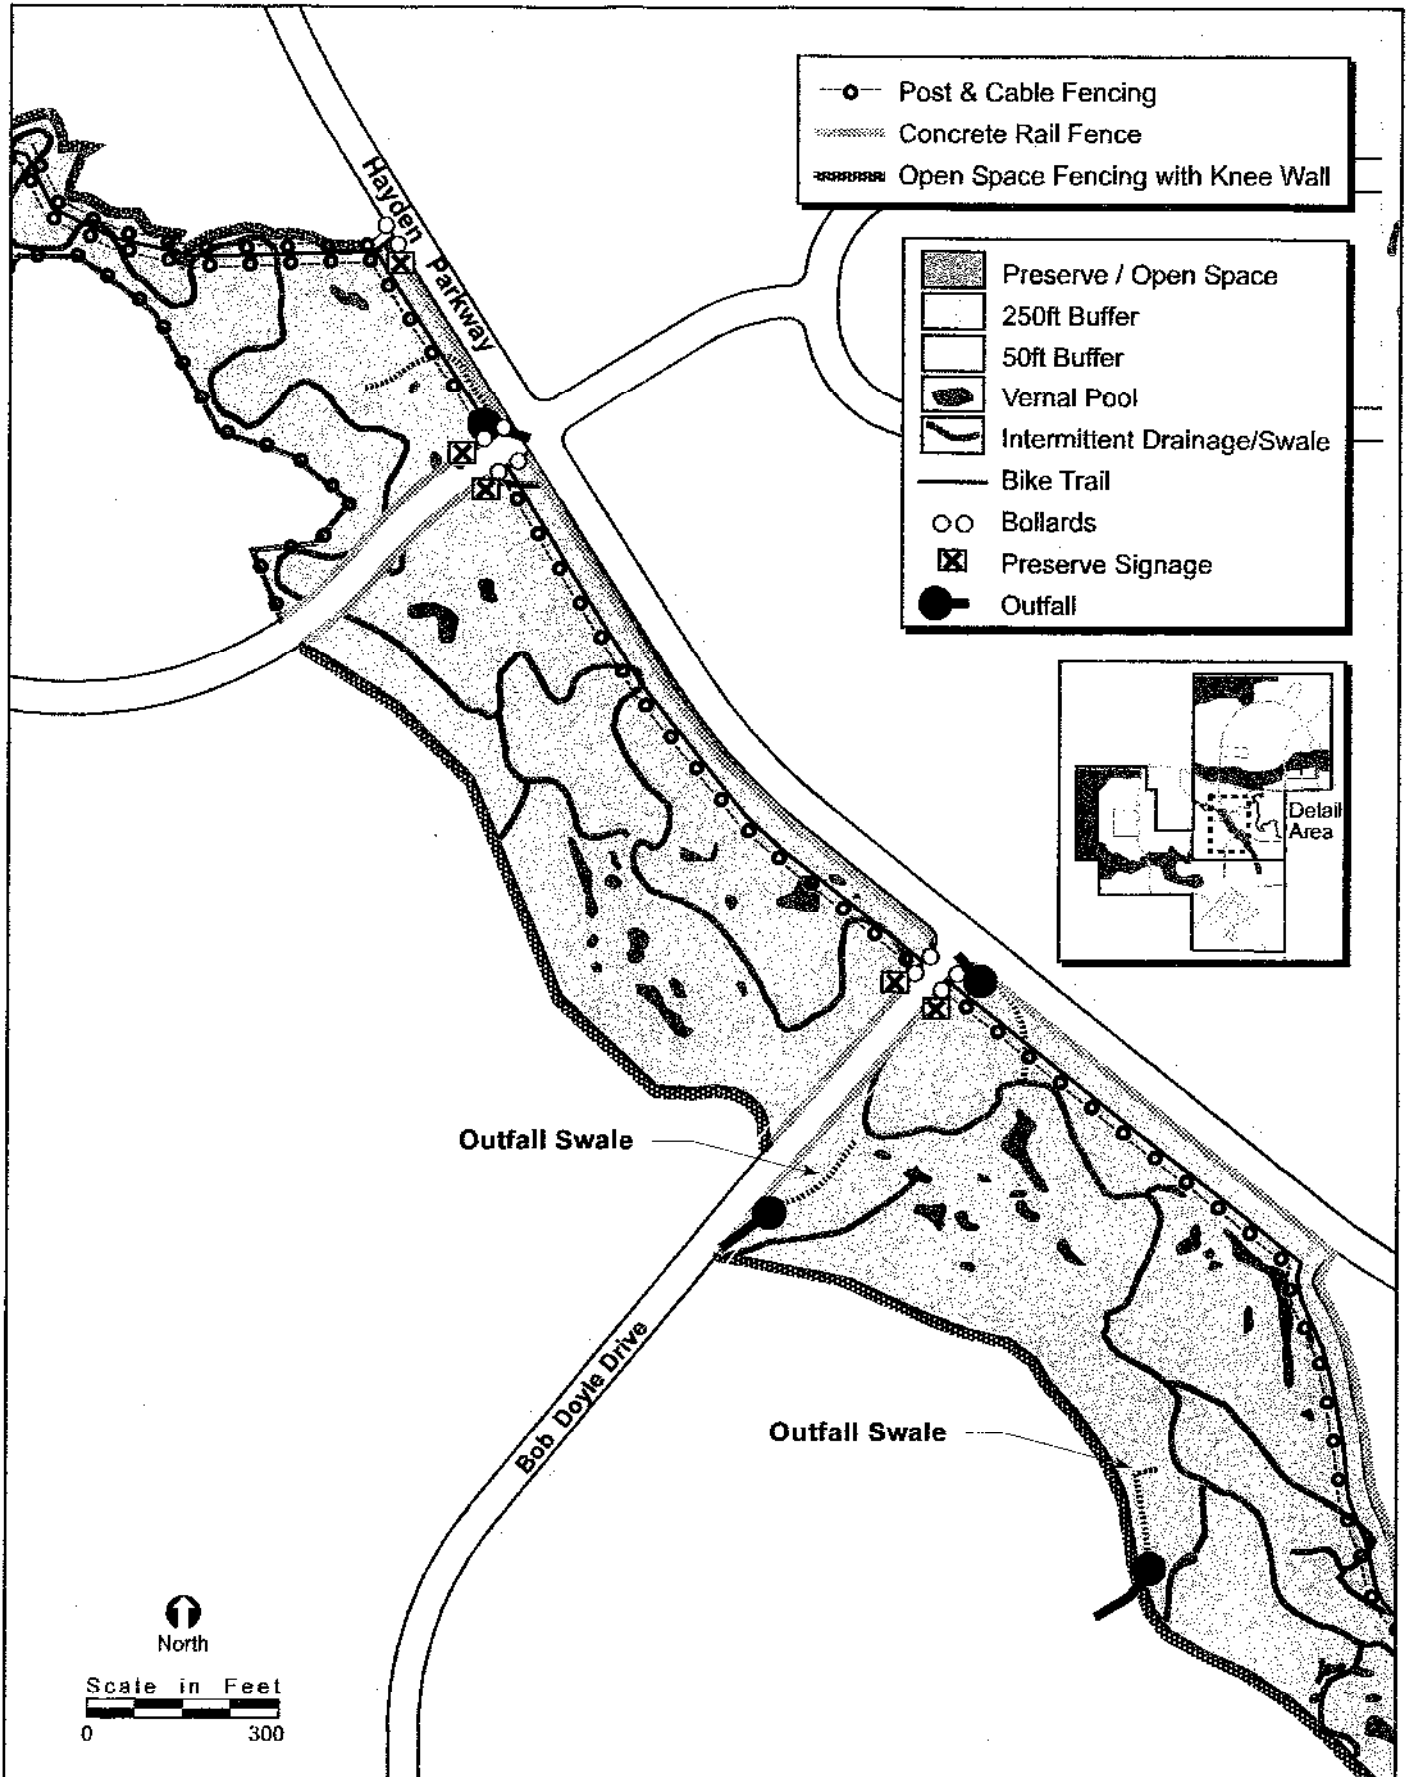 Post & Cable Fencing
Concrete Rail Fence
Open Space Fencing with Knee Wall
Hayden Parkway
Preserve / Open Space
250ft Buffer
50ft Buffer
Vernal Pool
Intermittent Drainage/Swale
Bike Trail
Bollards
Preserve Signage
Outfall
Detail
Area
Outfall Swale
Bob Doyle Drive
Outfall Swale
North
Scale in Feet
0 300